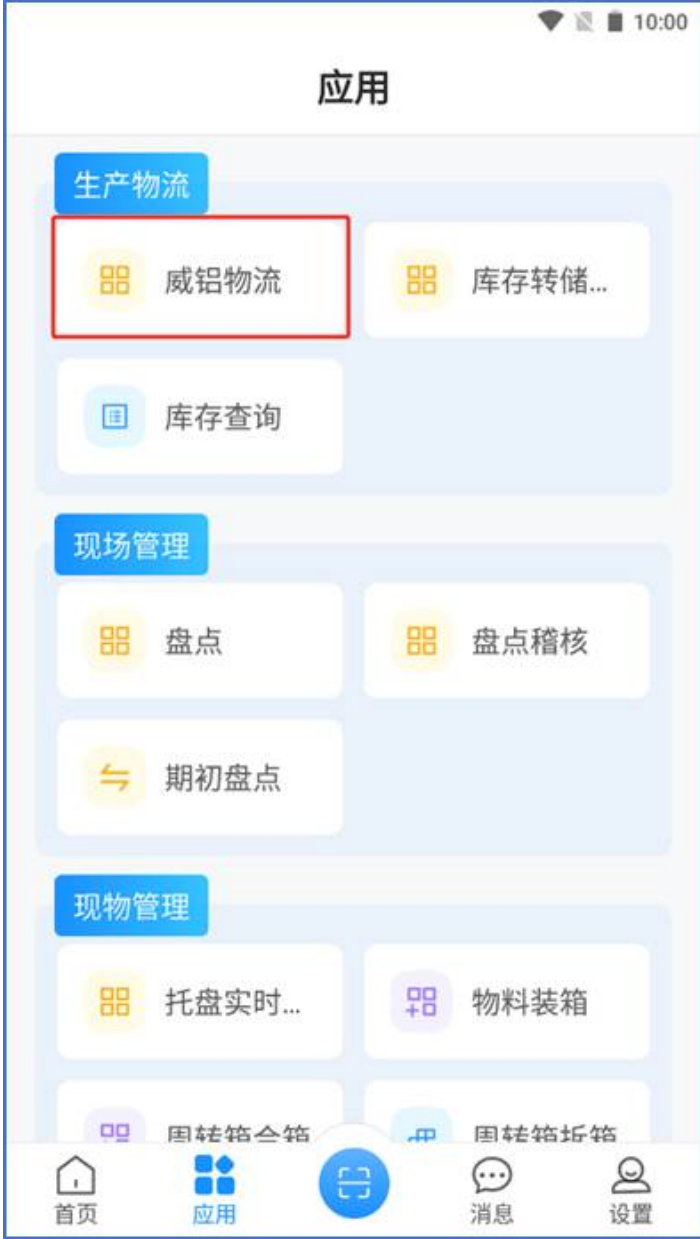 10:00
应用
生产物流
威铝物流
库存转储...
库存查询
现场管理
盘点
盘点稽核
期初盘点
现物管理
托盘实时...
物料装箱
周转箱合箱
周转箱拆箱
首页
应用
消息
设置